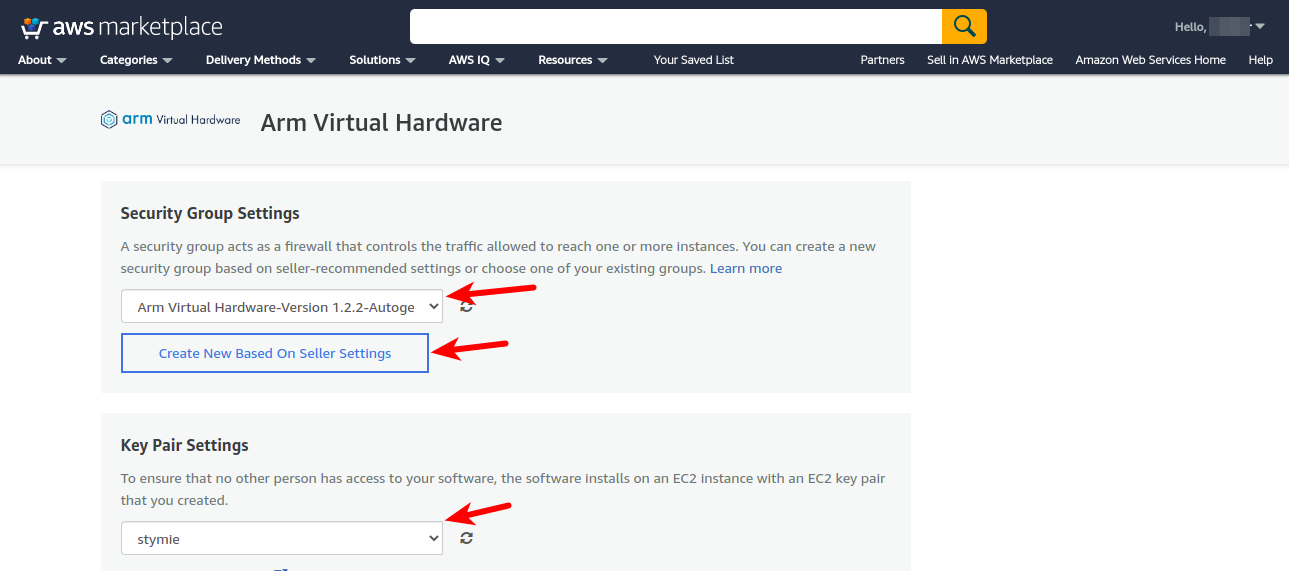 aws marketplace
Hello,
About Categories Delivery Methods Solutions AWS IQ Resources Your Saved List Partners Sell in AWS Marketplace Amazon Web Services Home Help
arm Virtual Hardware Arm Virtual Hardware
Security Group Settings
A security group acts as a firewall that controls the traffic allowed to reach one or more instances. You can create a new
security group based on seller-recommended settings or choose one of your existing groups. Learn more
Arm Virtual Hardware-Version 1.2.2-Autoge
Create New Based On Seller Settings
Key Pair Settings
To ensure that no other person has access to your software, the software installs on an EC2 instance with an EC2 key pair
that you created.
stymie